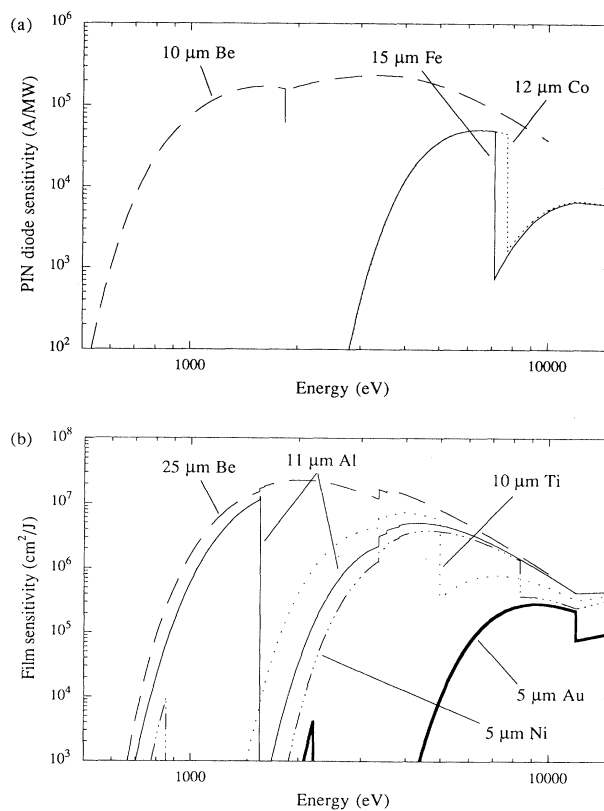 (a)
10⁶
10⁵
10⁴
10³
10²
PIN diode sensitivity (A/MW)
10 μm Be
15 μm Fe
12 μm Co
1000
10000
Energy (eV)
(b)
10⁸
10⁷
10⁶
10⁵
10⁴
10³
Film sensitivity (cm²/J)
25 μm Be
11 μm Al
10 μm Ti
5 μm Au
5 μm Ni
1000
10000
Energy (eV)